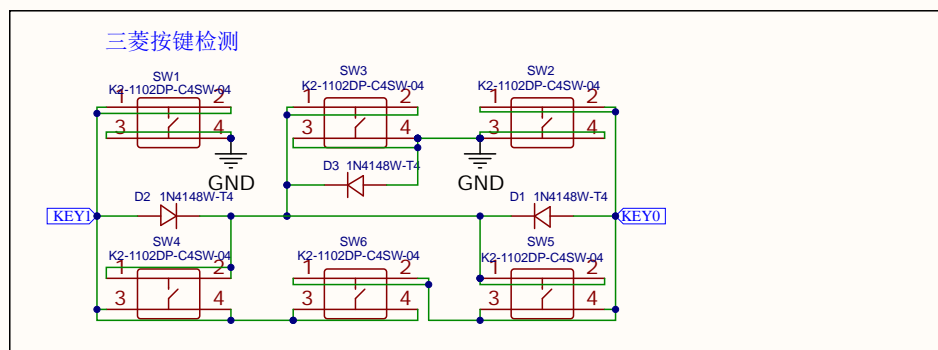 三菱按键检测
SW1
K2-1102DP-C4SW-04
1 2
3 4
GND
SW3
K2-1102DP-C4SW-04
1 2
3 4
D3 1N4148W-T4
SW2
K2-1102DP-C4SW-04
1 2
3 4
GND
KEY1
D2 1N4148W-T4
D1 1N4148W-T4
KEY0
SW4
K2-1102DP-C4SW-04
1 2
3 4
SW6
K2-1102DP-C4SW-04
1 2
3 4
SW5
K2-1102DP-C4SW-04
1 2
3 4